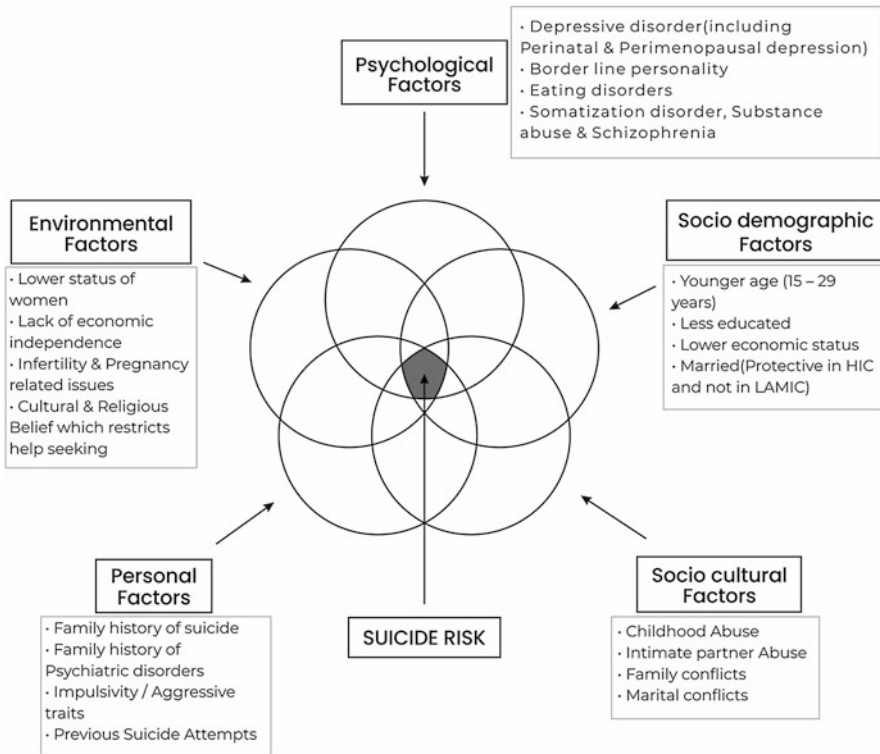 Psychological
Factors
• Depressive disorder(including
Perinatal & Perimenopausal depression)
• Border line personality
• Eating disorders
• Somatization disorder, Substance
abuse & Schizophrenia
Environmental
Factors
• Lower status of
women
• Lack of economic
independence
• Infertility & Pregnancy
related issues
• Cultural & Religious
Belief which restricts
help seeking
Socio demographic
Factors
• Younger age (15 – 29
years)
• Less educated
• Lower economic status
• Married(Protective in HIC
and not in LAMIC)
Personal
Factors
• Family history of suicide
• Family history of
Psychiatric disorders
• Impulsivity / Aggressive
traits
• Previous Suicide Attempts
SUICIDE RISK
Socio cultural
Factors
• Childhood Abuse
• Intimate partner Abuse
• Family conflicts
• Marital conflicts